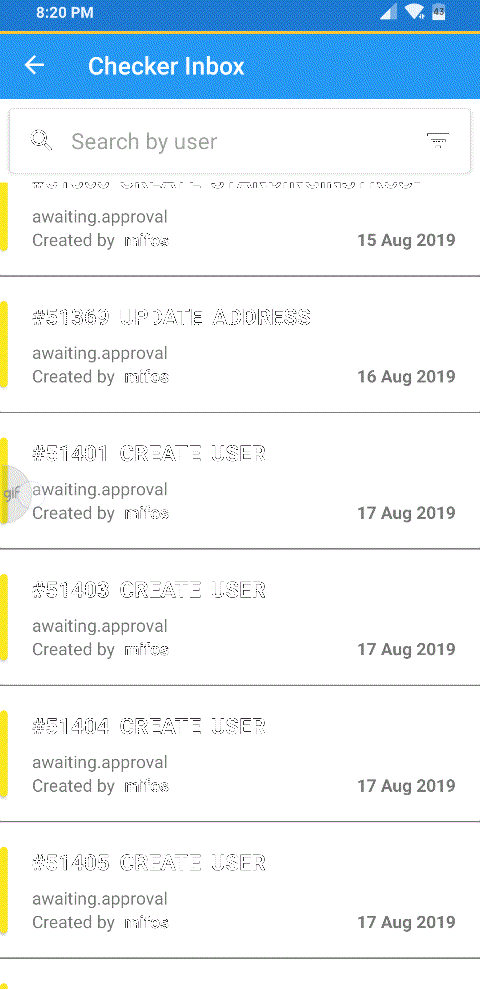 8:20 PM
43
Checker Inbox
Search by user
awaiting.approval
Created by mifos
15 Aug 2019
#51369 UPDATE ADDRESS
awaiting.approval
Created by mifos
16 Aug 2019
#51401 CREATE USER
gif
awaiting.approval
Created by mifos
17 Aug 2019
#51403 CREATE USER
awaiting.approval
Created by mifos
17 Aug 2019
#51404 CREATE USER
awaiting.approval
Created by mifos
17 Aug 2019
#51405 CREATE USER
awaiting.approval
Created by mifos
17 Aug 2019